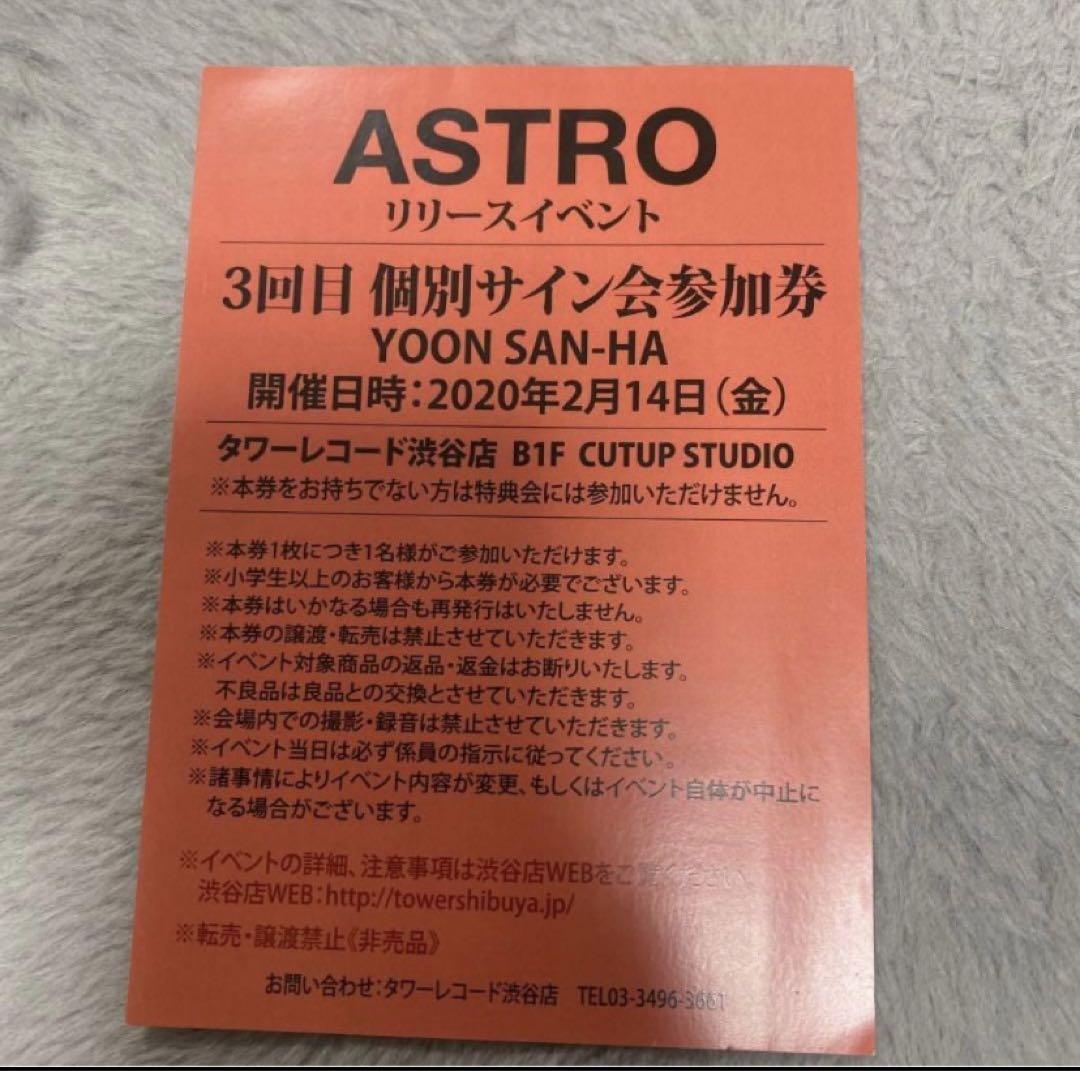 ASTRO
リリースイベント
3回目 個別サイン会参加券
YOON SAN-HA
開催日時：2020年2月14日（金）
タワーレコード渋谷店 B1F CUTUP STUDIO
※本券をお持ちでない方は特典会には参加いただけません。
※本券1枚につき1名様がご参加いただけます。
※小学生以上のお客様から本券が必要でございます。
※本券はいかなる場合も再発行はいたしません。
※本券の譲渡・転売は禁止させていただきます。
※イベント対象商品の返品・返金はお断りいたします。
不良品は良品との交換とさせていただきます。
※会場内での撮影・録音は禁止させていただきます。
※イベント当日は必ず係員の指示に従ってください。
※諸事情によりイベント内容が変更、もしくはイベント自体が中止に
なる場合がございます。
※イベントの詳細、注意事項は渋谷店WEBをご覧ください。
渋谷店WEB：http://towershibuya.jp/
※転売・譲渡禁止《非売品》
お問い合わせ：タワーレコード渋谷店 TEL03-3496-3661